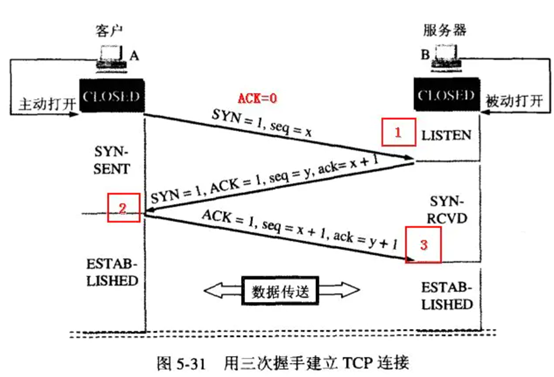 客户
服务器
A
B
主动打开
CLOSED
ACK=0
CLOSED
被动打开
SYN = 1, seq = x
1
LISTEN
SYN-
SENT
SYN = 1, ACK = 1, seq = y, ack= x + 1
SYN-
RCVD
2
ACK = 1, seq = x + 1, ack = y + 1
3
ESTAB-
LISHED
数据传送
ESTAB-
LISHED
图 5-31 用三次握手建立 TCP 连接